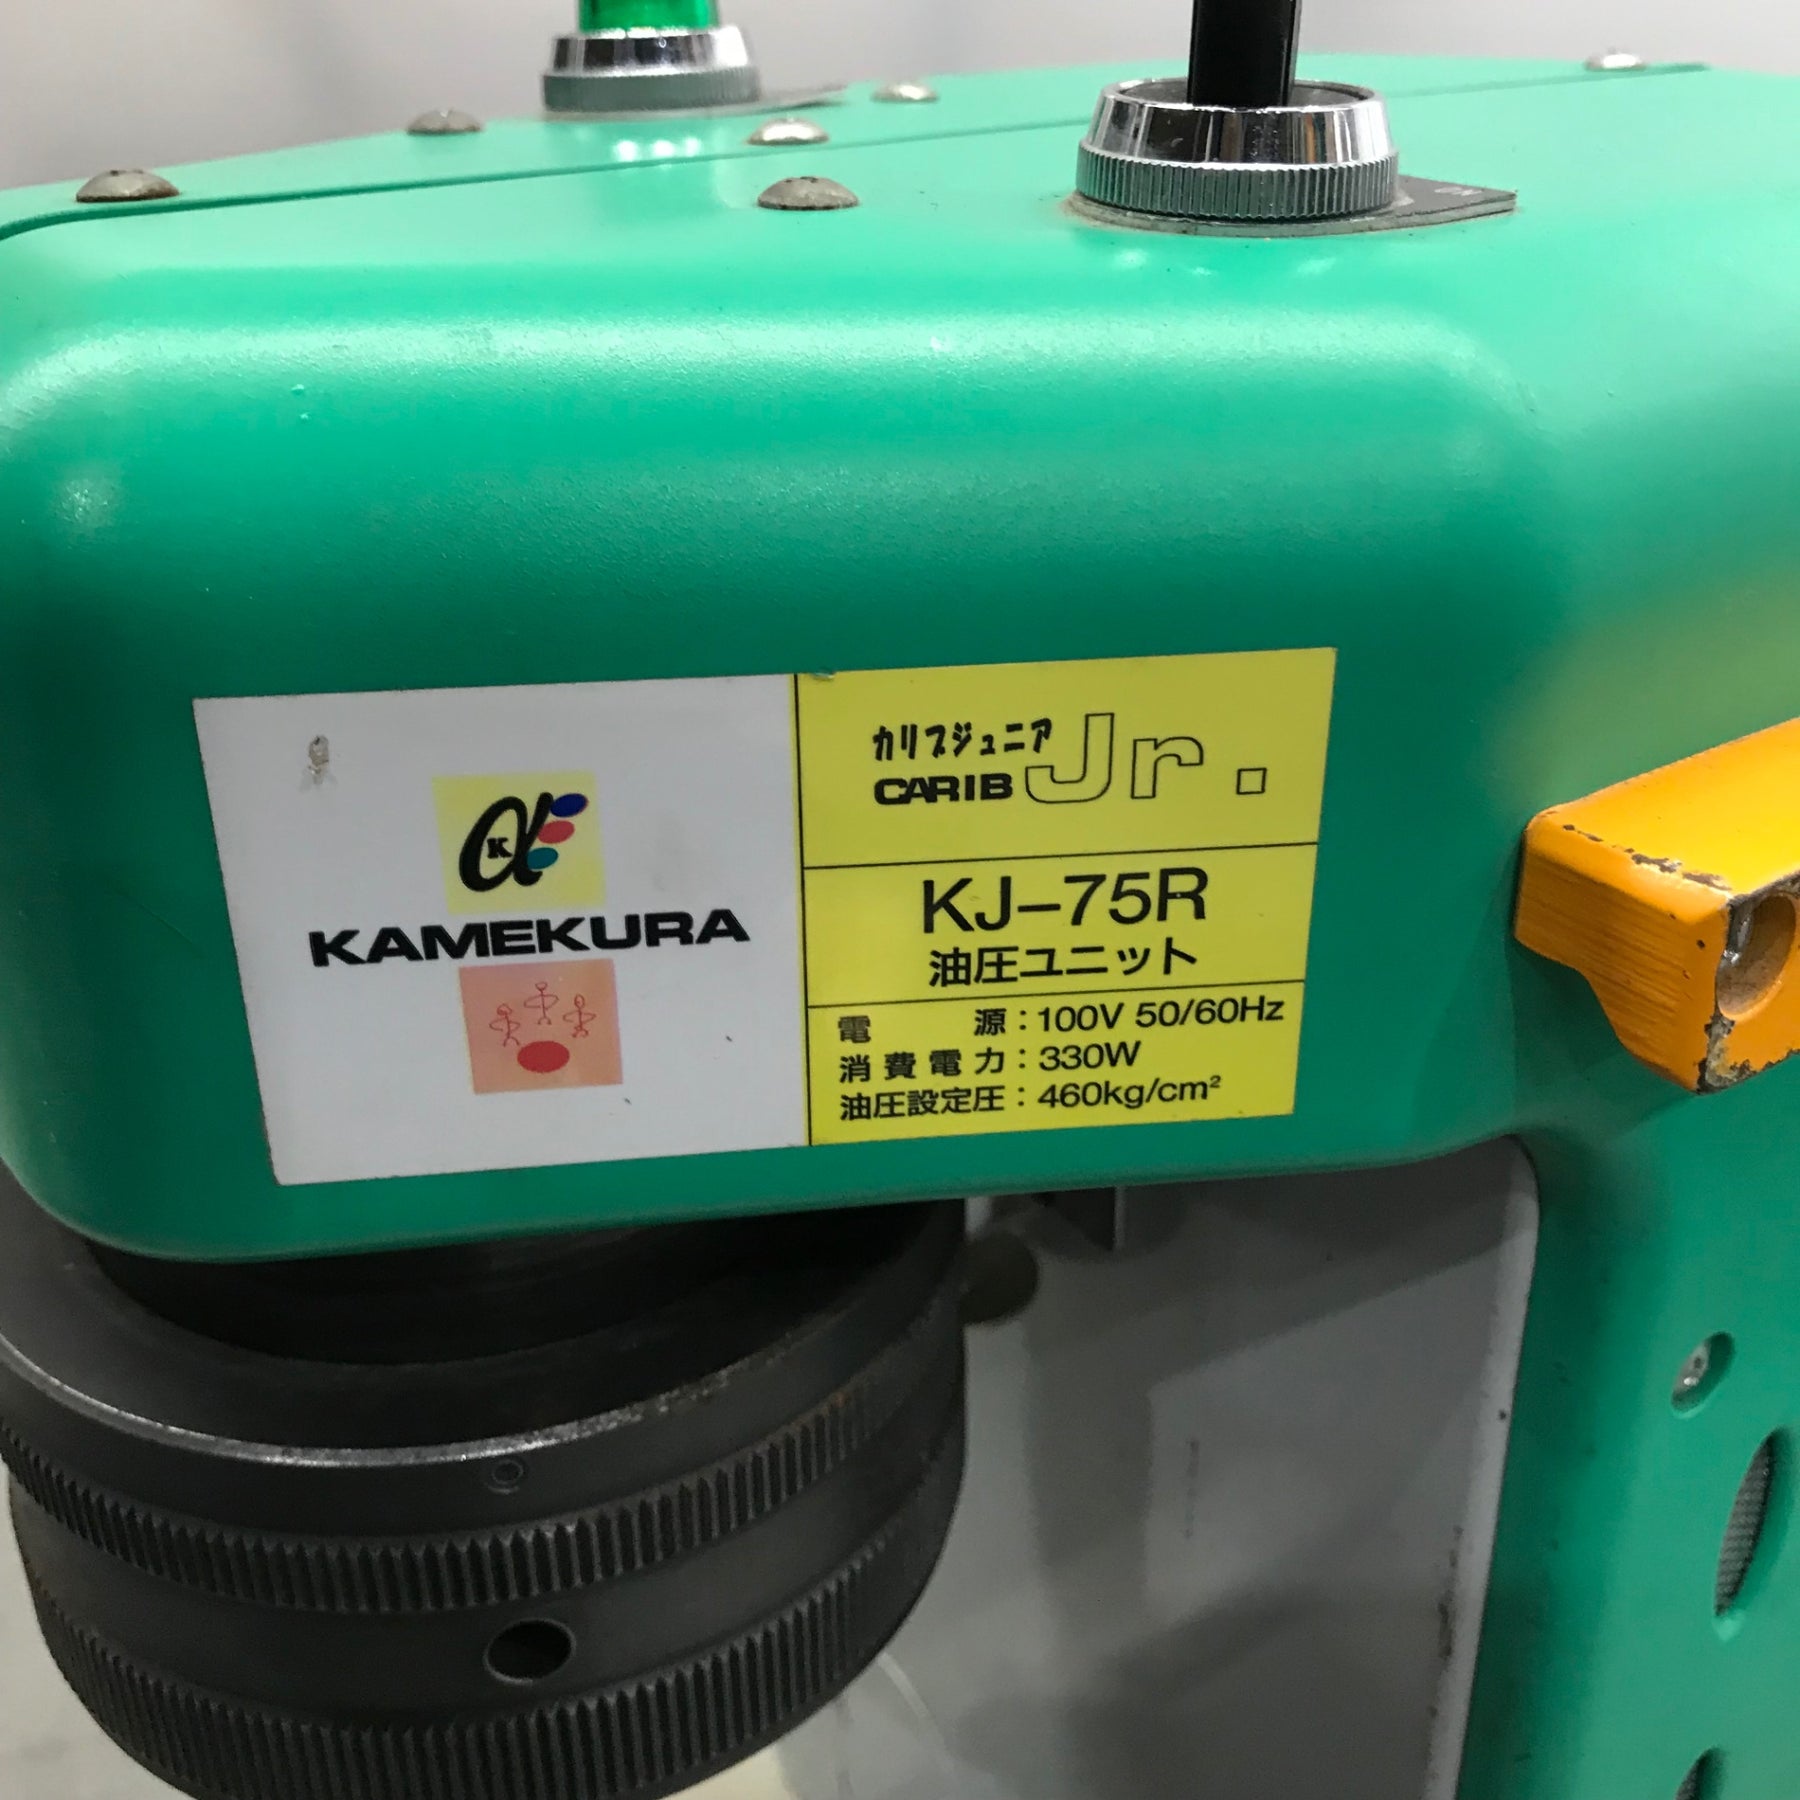 K
KAMEKURA
カリブジュニア
CARIB Jr.
KJ-75R
油圧ユニット
電 源：100V 50/60Hz
消費電力：330W
油圧設定圧：460kg/cm²